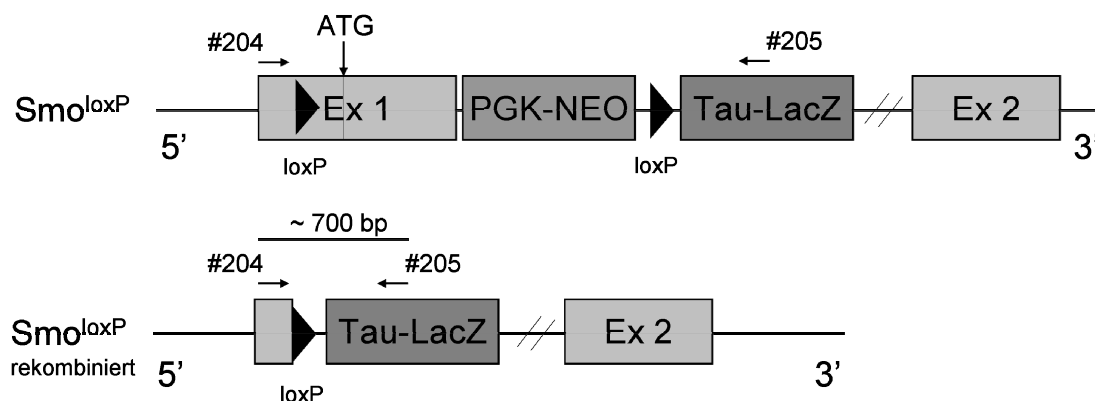 ATG
#204
#205
Smo^loxP
Ex 1
PGK-NEO
Tau-LacZ
Ex 2
5'
loxP
loxP
3'
~ 700 bp
#204
#205
Smo^loxP
rekombiniert
Tau-LacZ
Ex 2
5'
loxP
3'